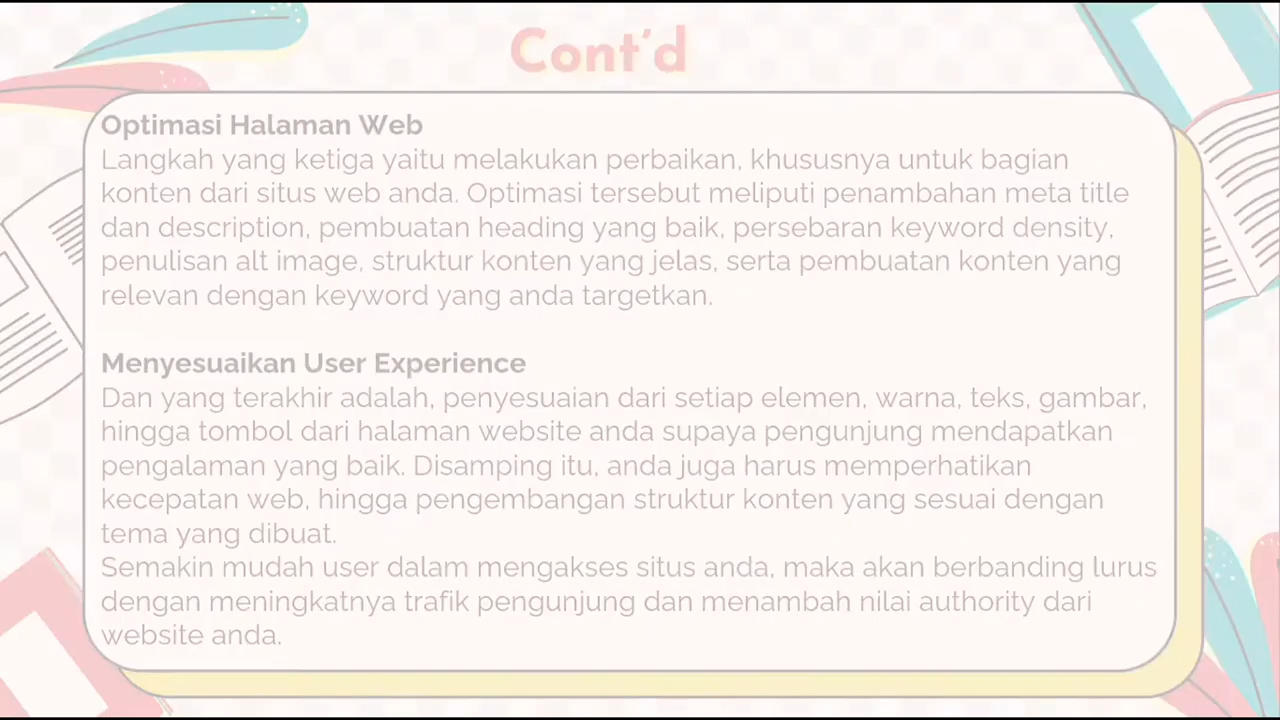 Cont'd
Optimasi Halaman Web
Langkah yang ketiga yaitu melakukan perbaikan, khususnya untuk bagian
konten dari situs web anda. Optimasi tersebut meliputi penambahan meta title
dan description, pembuatan heading yang baik, persebaran keyword density,
penulisan alt image, struktur konten yang jelas, serta pembuatan konten yang
relevan dengan keyword yang anda targetkan.
Menyesuaikan User Experience
Dan yang terakhir adalah, penyesuaian dari setiap elemen, warna, teks, gambar,
hingga tombol dari halaman website anda supaya pengunjung mendapatkan
pengalaman yang baik. Disamping itu, anda juga harus memperhatikan
kecepatan web, hingga pengembangan struktur konten yang sesuai dengan
tema yang dibuat.
Semakin mudah user dalam mengakses situs anda, maka akan berbanding lurus
dengan meningkatnya trafik pengunjung dan menambah nilai authority dari
website anda.